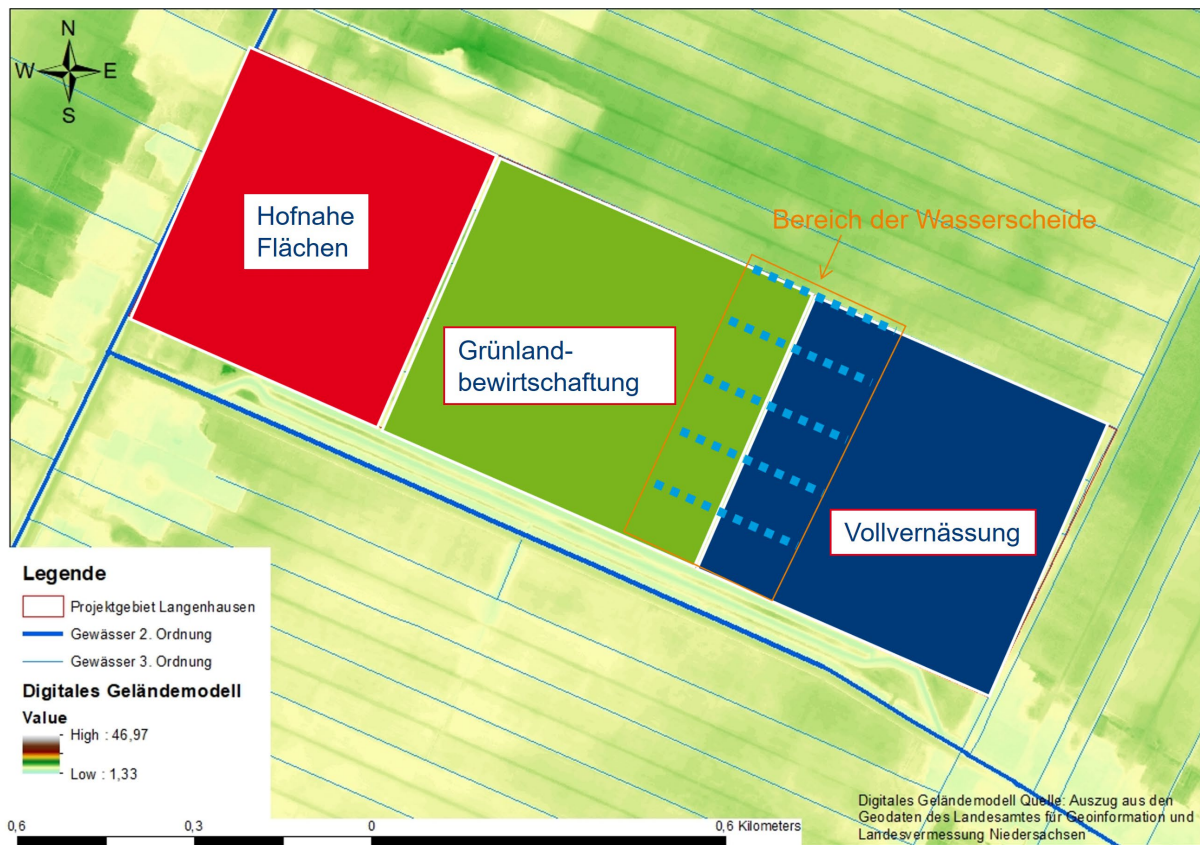 N
W E
S
Hofnahe
Flächen
Bereich der Wasserscheide
Grünland-
bewirtschaftung
Vollvernässung
Legende
Projektgebiet Langenhausen
Gewässer 2. Ordnung
Gewässer 3. Ordnung
Digitales Geländemodell
Value
High : 46,97
Low : 1,33
0,6 0,3 0 0,6 Kilometers
Digitales Geländemodell Quelle: Auszug aus den
Geodaten des Landesamtes für Geoinformation und
Landesvermessung Niedersachsen